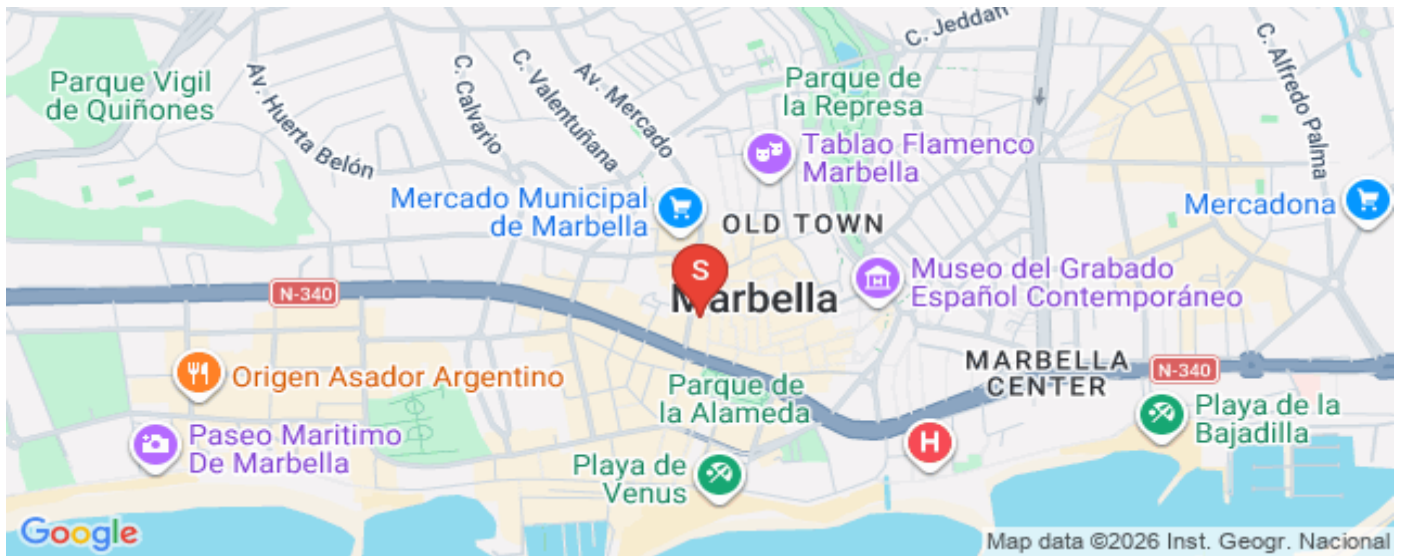 C. Jeddah
C. Alfredo Palma
Parque Vigil
de Quiñones
Av. Huerta Belón
C. Calvario
C. Valentuñana
Av. Mercado
Parque de
la Represa
Tablao Flamenco
Marbella
Mercado Municipal
de Marbella
OLD TOWN
Mercadona
S
Marbella
Museo del Grabado
Español Contemporáneo
N-340
MARBELLA
CENTER
N-340
Origen Asador Argentino
Parque de
la Alameda
Paseo Maritimo
De Marbella
H
Playa de la
Bajadilla
Playa de
Venus
Google
Map data ©2026 Inst. Geogr. Nacional